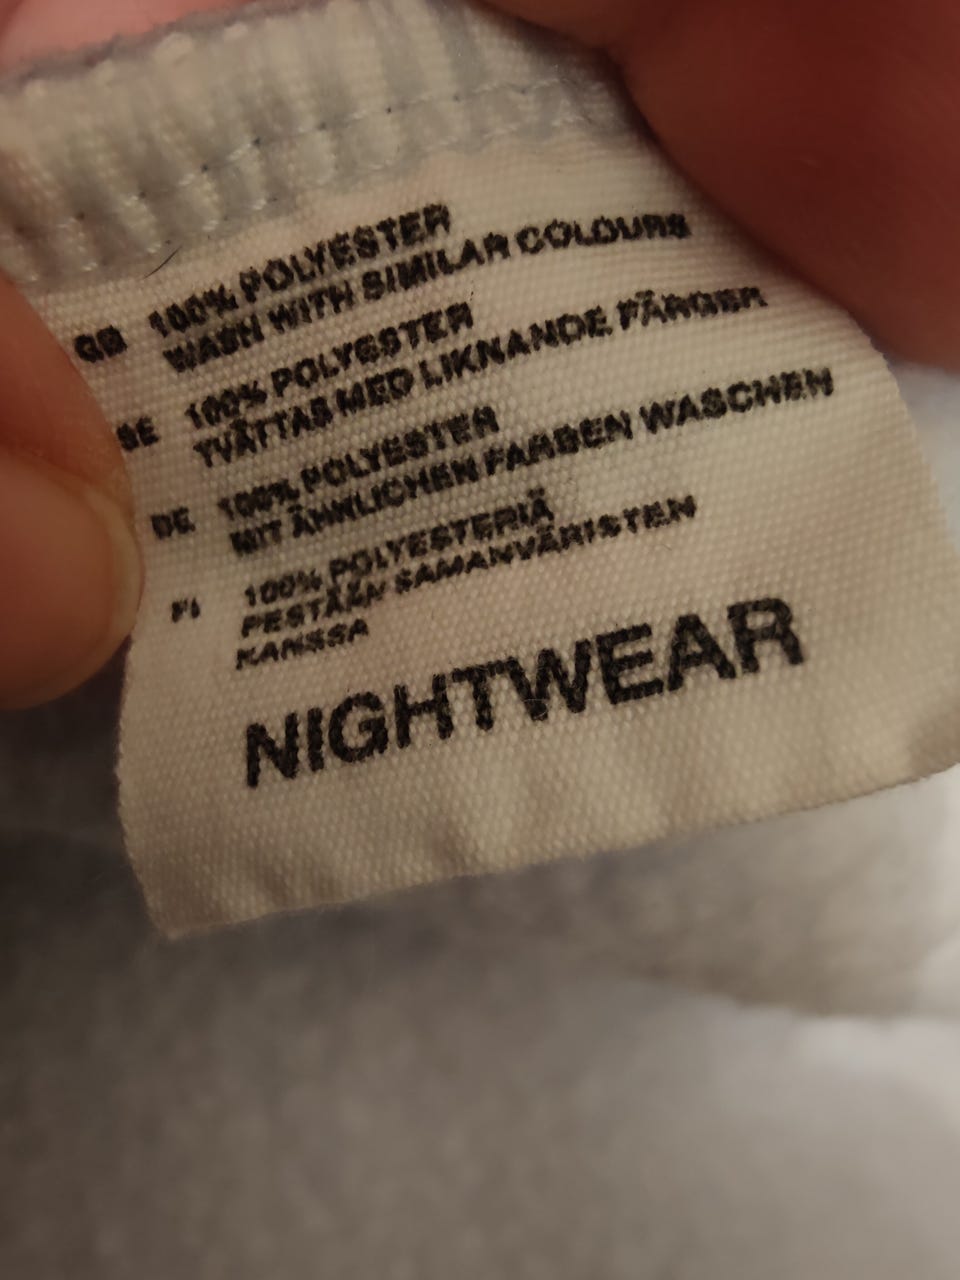 GB 100% POLYESTER
WASH WITH SIMILAR COLOURS
SE 100% POLYESTER
TVÄTTAS MED LIKNANDE FÄRGER
DE 100% POLYESTER
MIT ÄHNLICHEN FARBEN WASCHEN
FI 100% POLYESTERIÄ
PESTÄÄN SAMANVÄRISTEN
KANSSA
NIGHTWEAR